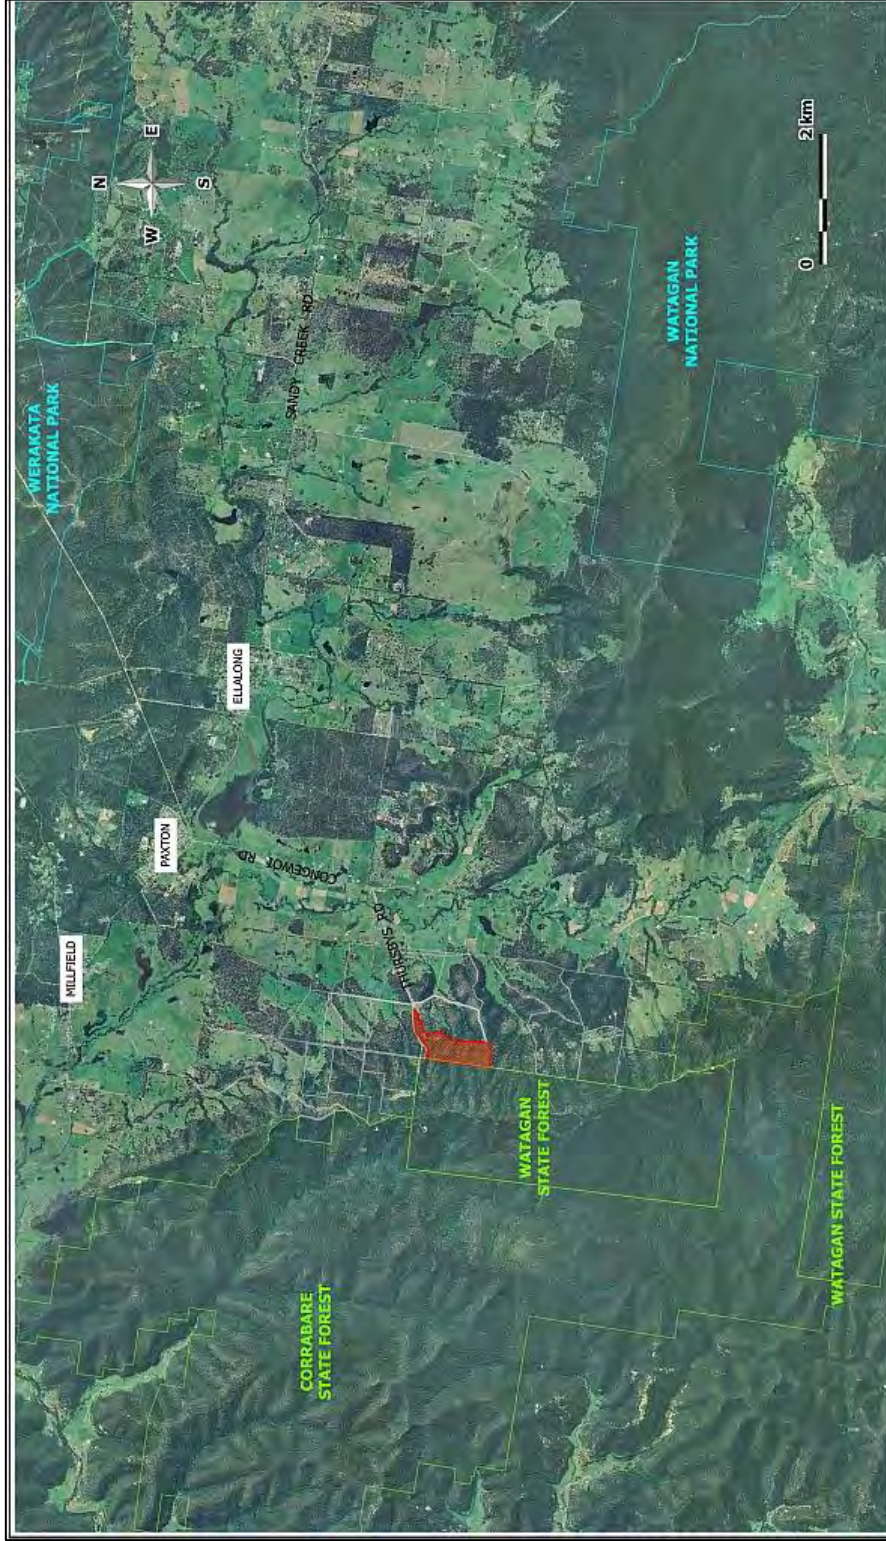 WERAKATA
NATIONAL PARK
MILLFIELD
N
W E
S
PAXTON
ELLALONG
CONGEWOI RD
SANDY CREEK RD
CORRABARE
STATE FOREST
RD
WATAGAN
STATE FOREST
WATAGAN
NATIONAL PARK
0 2 km
WATAGAN STATE FOREST